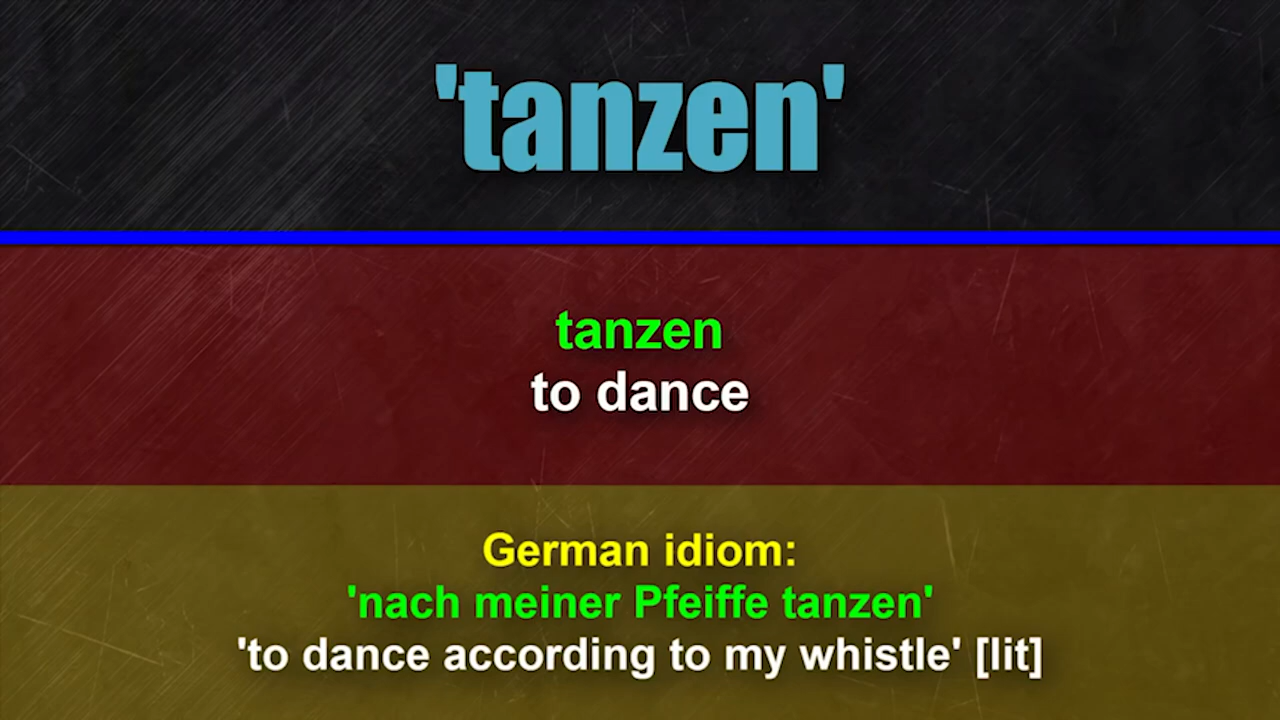 'tanzen'
tanzen
to dance
German idiom:
'nach meiner Pfeiffe tanzen'
'to dance according to my whistle' [lit]